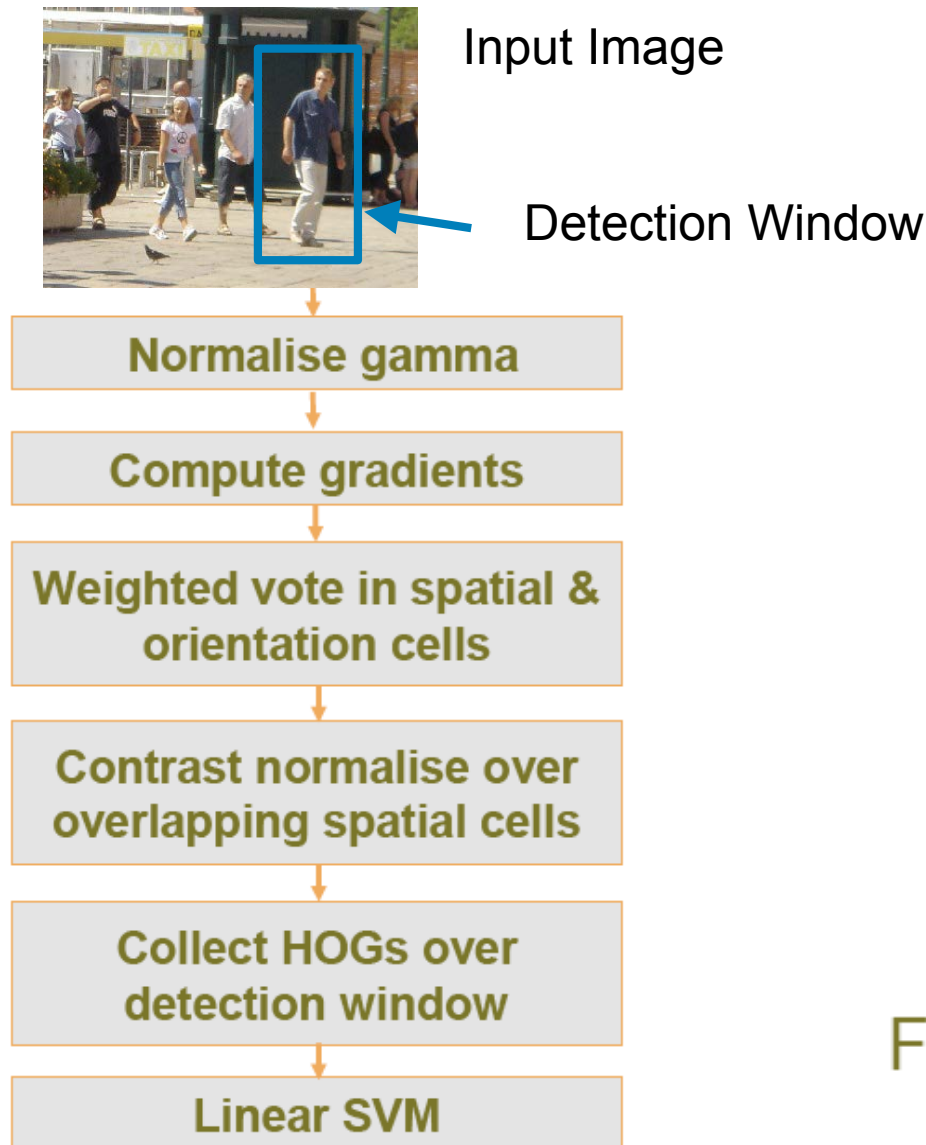 TAXI
Input Image
Detection Window
Normalise gamma
Compute gradients
Weighted vote in spatial &
orientation cells
Contrast normalise over
overlapping spatial cells
Collect HOGs over
detection window
F
Linear SVM